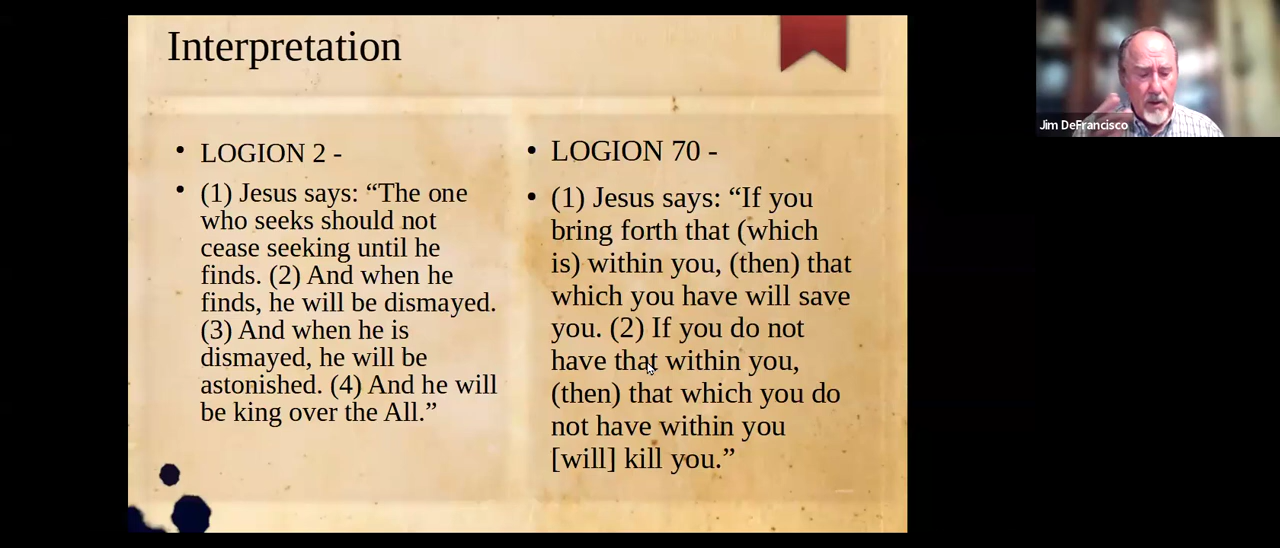 Interpretation
• LOGION 2 -
• (1) Jesus says: “The one
who seeks should not
cease seeking until he
finds. (2) And when he
finds, he will be dismayed.
(3) And when he is
dismayed, he will be
astonished. (4) And he will
be king over the All.”
• LOGION 70 -
• (1) Jesus says: “If you
bring forth that (which
is) within you, (then) that
which you have will save
you. (2) If you do not
have that within you,
(then) that which you do
not have within you
[will] kill you.”
Jim DeFrancisco